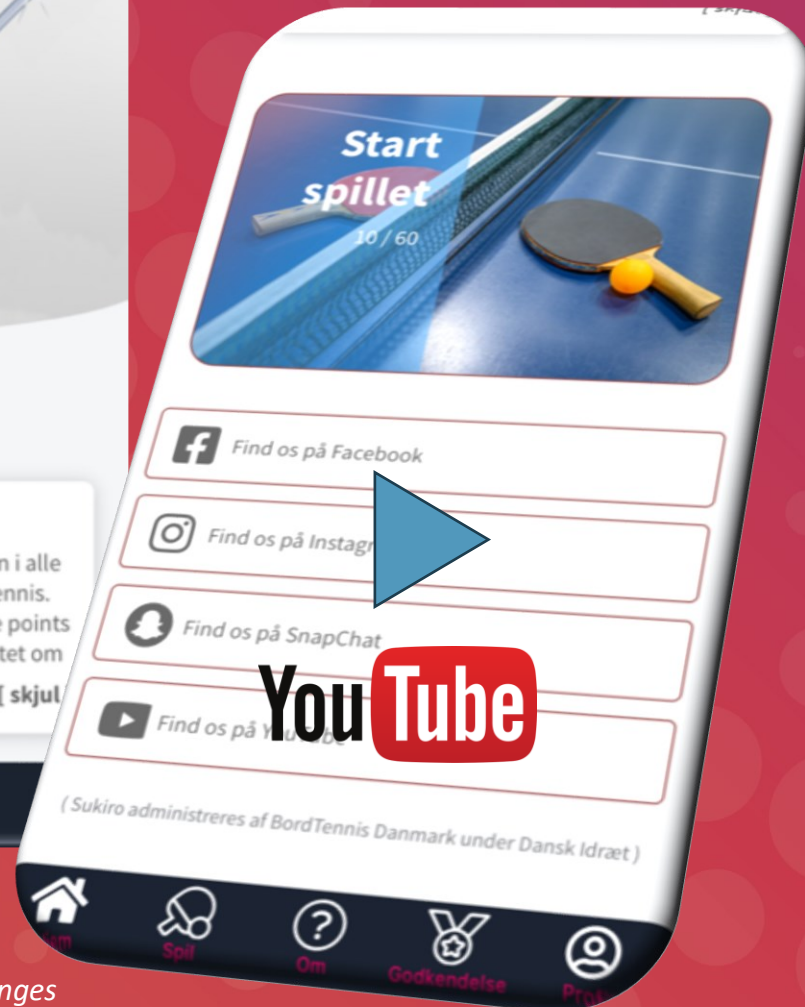 Start
spillet
10 / 60
Find os på Facebook
Find os på Instagr
Find os på SnapChat
Find os på YouTube
YouTube
( Sukiro administreres af BordTennis Danmark under Dansk Idræt )
Spil
Om
Godkendelse
n i alle
ennis.
e points
tet om
[ skjul
nges